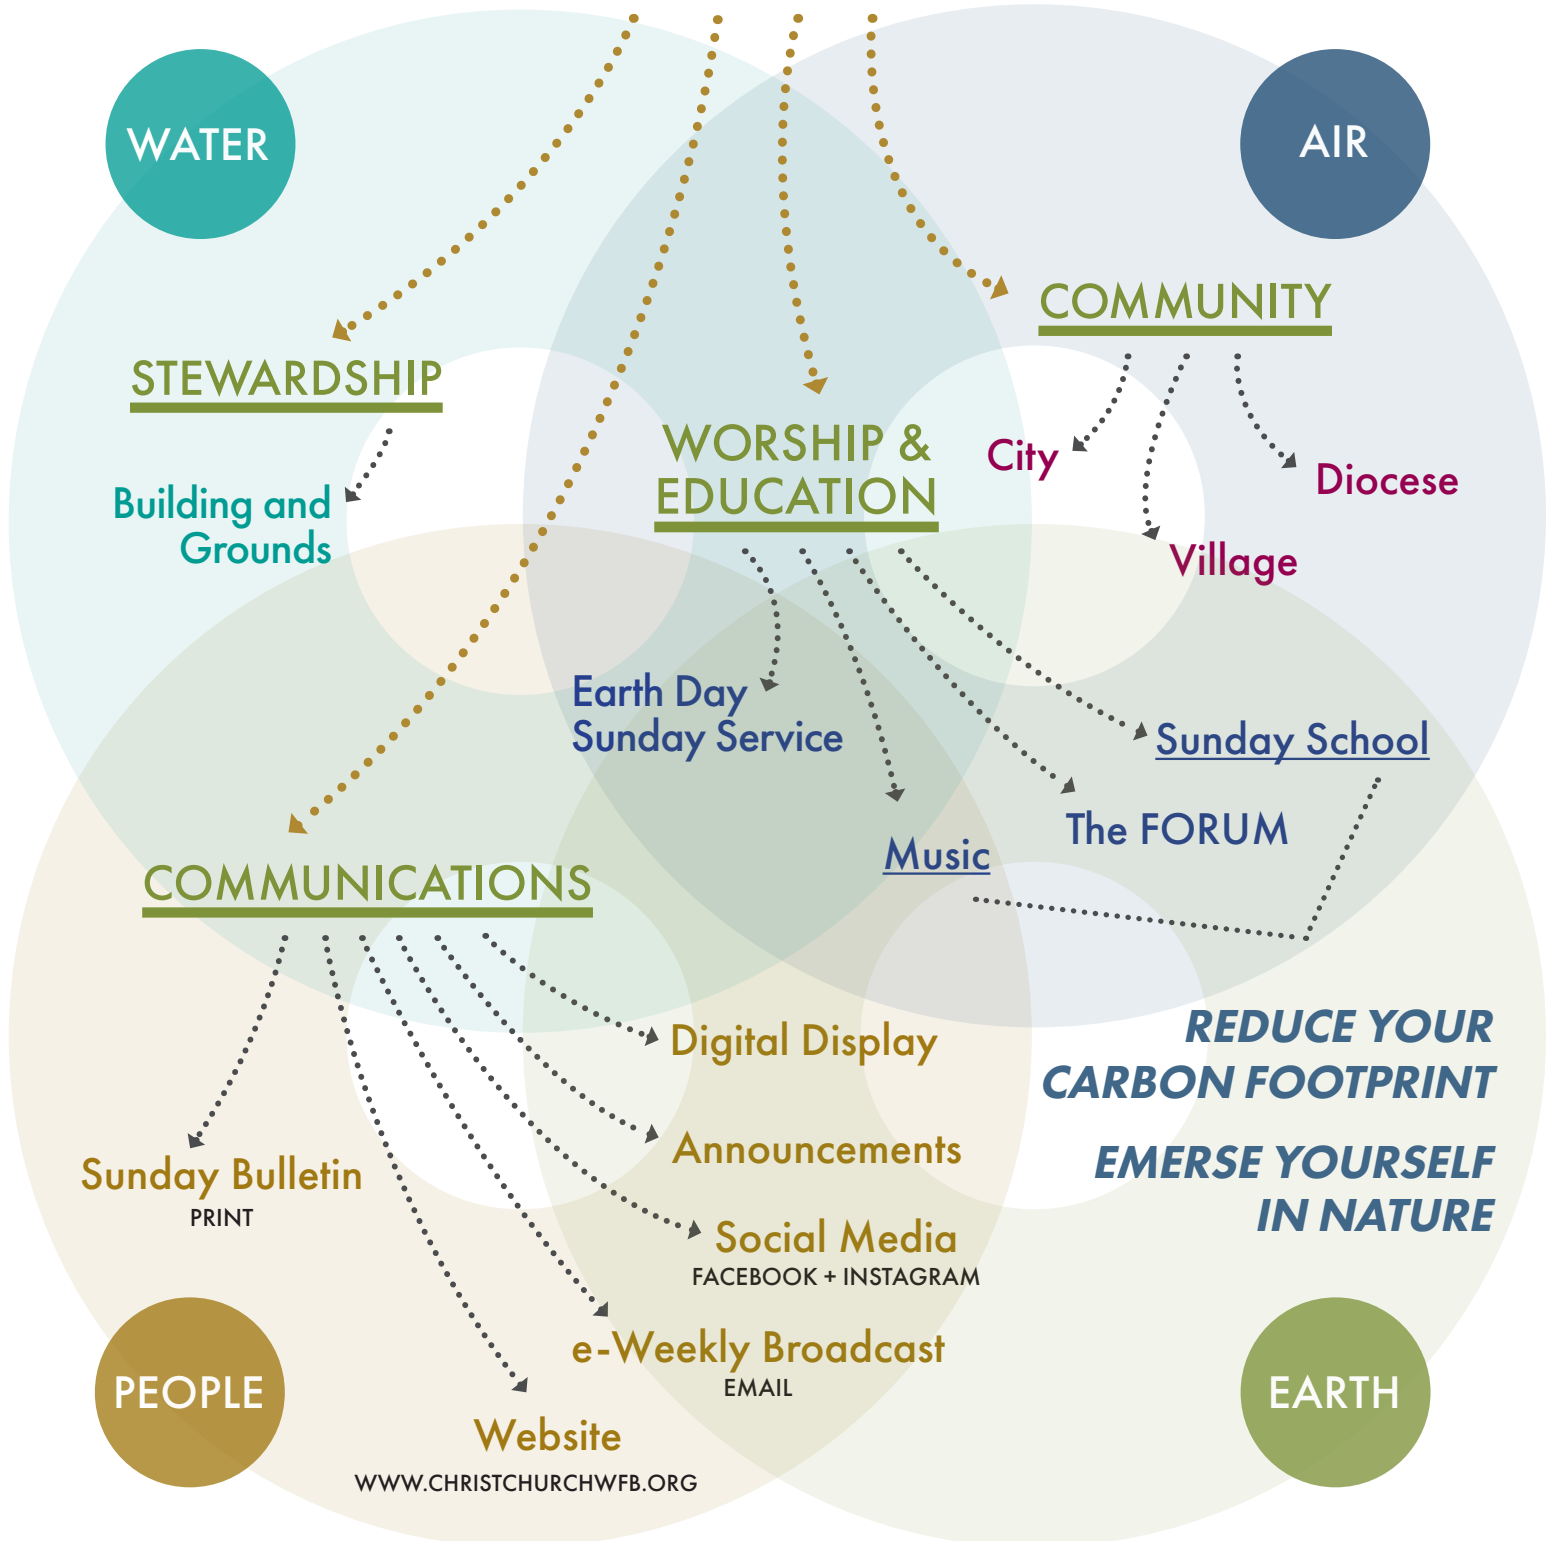 WATER
AIR
COMMUNITY
STEWARDSHIP
WORSHIP &
EDUCATION
City
Diocese
Village
Building and
Grounds
Earth Day
Sunday Service
Sunday School
The FORUM
Music
COMMUNICATIONS
Digital Display
Announcements
Sunday Bulletin
PRINT
Social Media
FACEBOOK + INSTAGRAM
e-Weekly Broadcast
EMAIL
Website
WWW.CHRISTCHURCHWFB.ORG
REDUCE YOUR
CARBON FOOTPRINT
EMERSE YOURSELF
IN NATURE
PEOPLE
EARTH